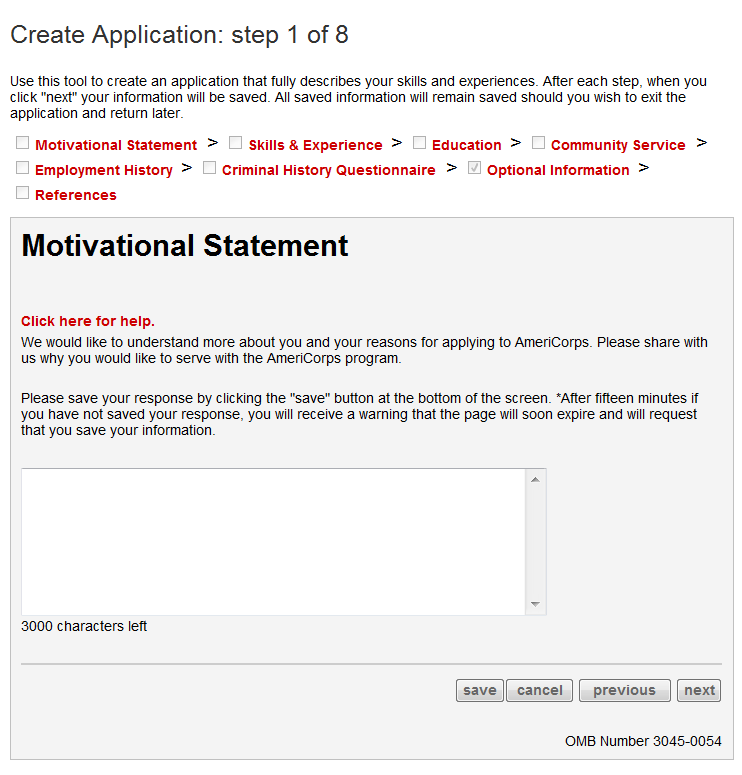 Create Application: step 1 of 8
Use this tool to create an application that fully describes your skills and experiences. After each step, when you
click "next" your information will be saved. All saved information will remain saved should you wish to exit the
application and return later.
Motivational Statement > Skills & Experience > Education > Community Service >
Employment History > Criminal History Questionnaire > Optional Information >
References
Motivational Statement
Click here for help.
We would like to understand more about you and your reasons for applying to AmeriCorps. Please share with
us why you would like to serve with the AmeriCorps program.
Please save your response by clicking the "save" button at the bottom of the screen. *After fifteen minutes if
you have not saved your response, you will receive a warning that the page will soon expire and will request
that you save your information.
3000 characters left
save cancel previous next
OMB Number 3045-0054